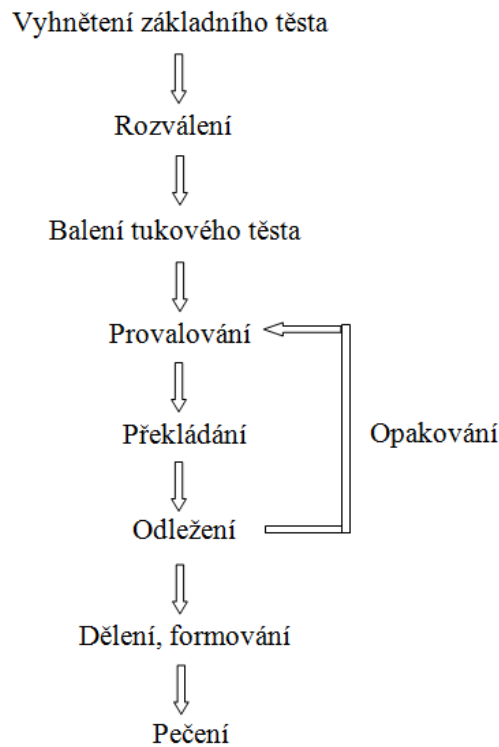 Vyhnětení základního těsta
Rozválení
Balení tukového těsta
Provalování
Překládání
Opakování
Odležení
Dělení, formování
Pečení